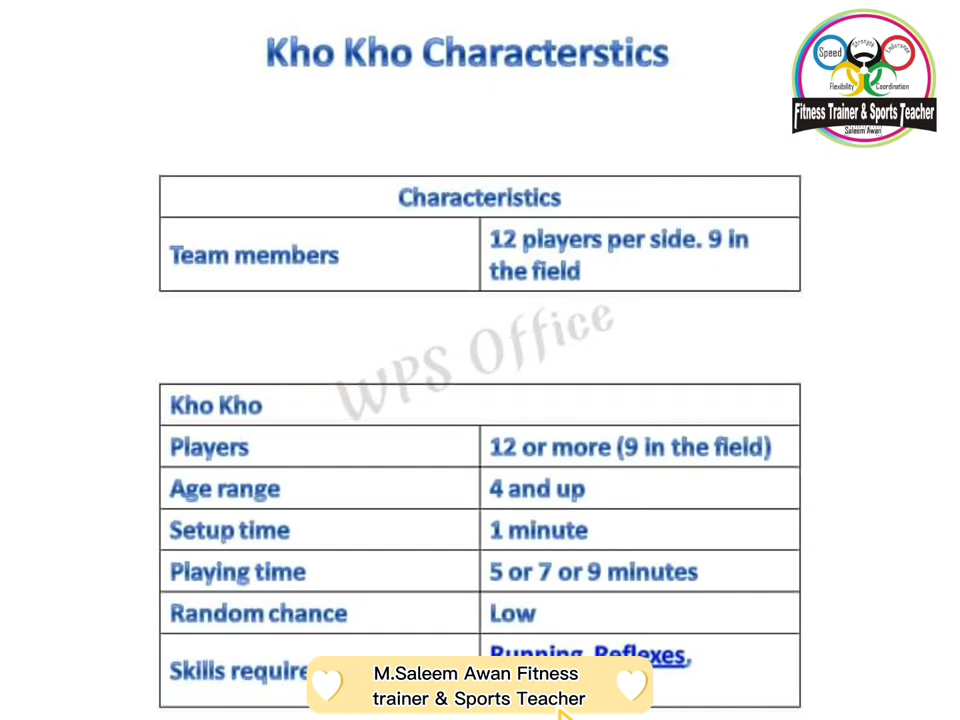 Kho Kho Characterstics
Speed
Strength
Endurance
Flexibility
Coordination
Fitness Trainer & Sports Teacher
Saleem Awan
Characteristics
Team members
12 players per side. 9 in
the field
WPS Office
Kho Kho
Players
12 or more (9 in the field)
Age range
4 and up
Setup time
1 minute
Playing time
5 or 7 or 9 minutes
Random chance
Low
Skills require
Running, Reflexes,
M.Saleem Awan Fitness
trainer & Sports Teacher